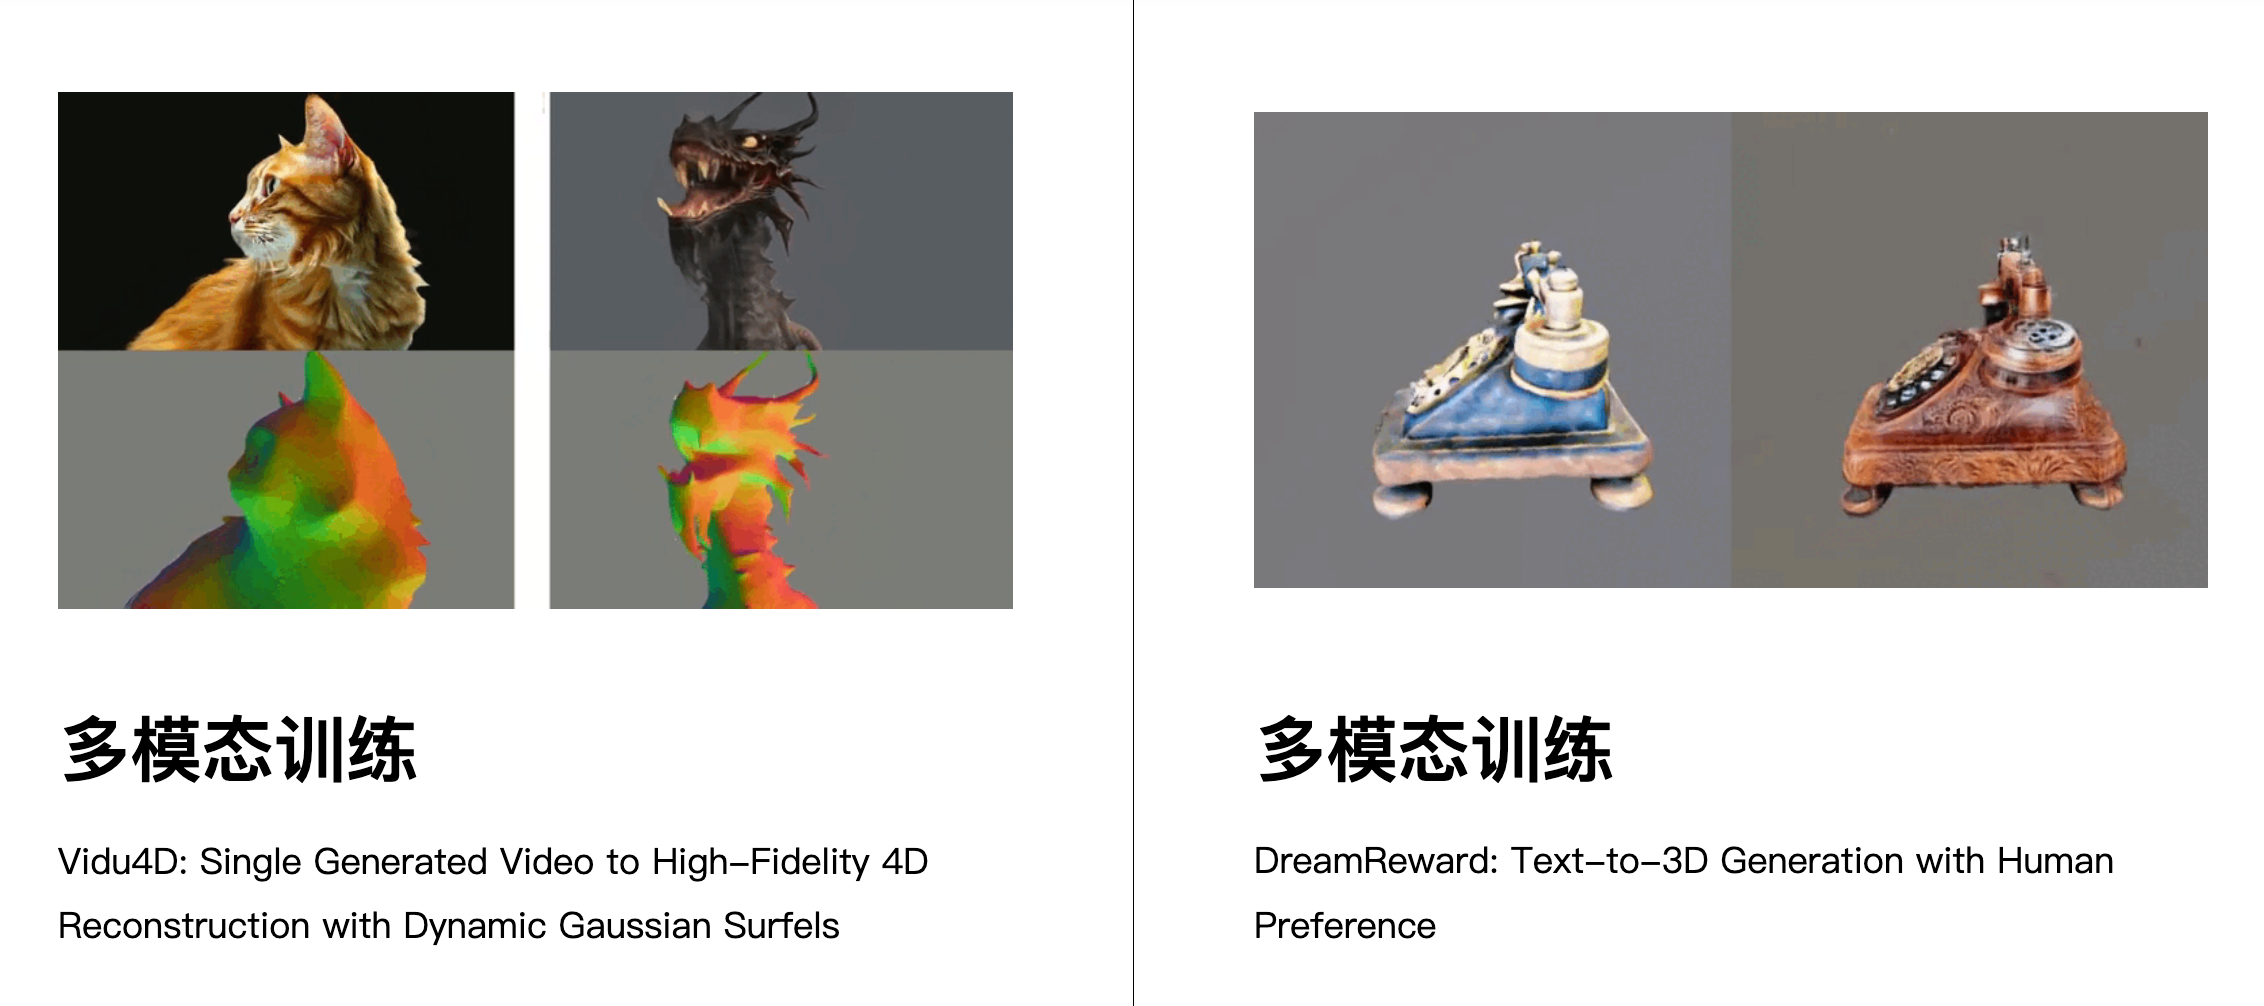 多模态训练
Vidu4D: Single Generated Video to High-Fidelity 4D
Reconstruction with Dynamic Gaussian Surfels
多模态训练
DreamReward: Text-to-3D Generation with Human
Preference